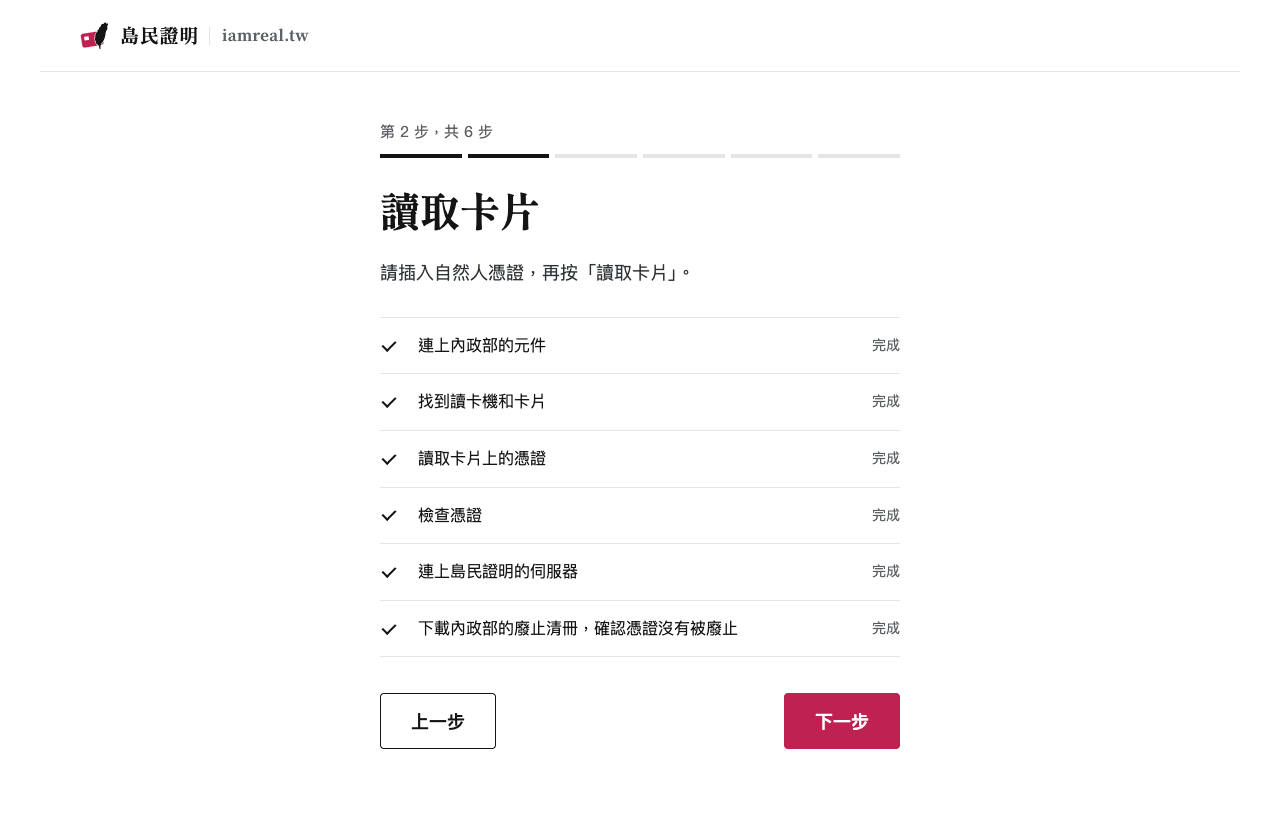 島民證明 iamreal.tw
第 2 步，共 6 步
讀取卡片
請插入自然人憑證，再按「讀取卡片」。
連上內政部的元件 完成
找到讀卡機和卡片 完成
讀取卡片上的憑證 完成
檢查憑證 完成
連上島民證明的伺服器 完成
下載內政部的廢止清冊，確認憑證沒有被廢止 完成
上一步 下一步